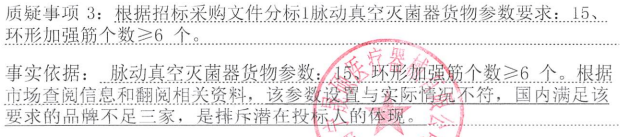 质疑事项 3：根据招标采购文件分标1脉动真空灭菌器货物参数要求：15、
环形加强筋个数≥6 个。
事实依据：脉动真空灭菌器货物参数：15、环形加强筋个数≥6 个。根据
市场查阅信息和翻阅相关资料，该参数设置与实际情况不符，国内满足该
要求的品牌不足三家，是排斥潜在投标人的体现。
医疗器械